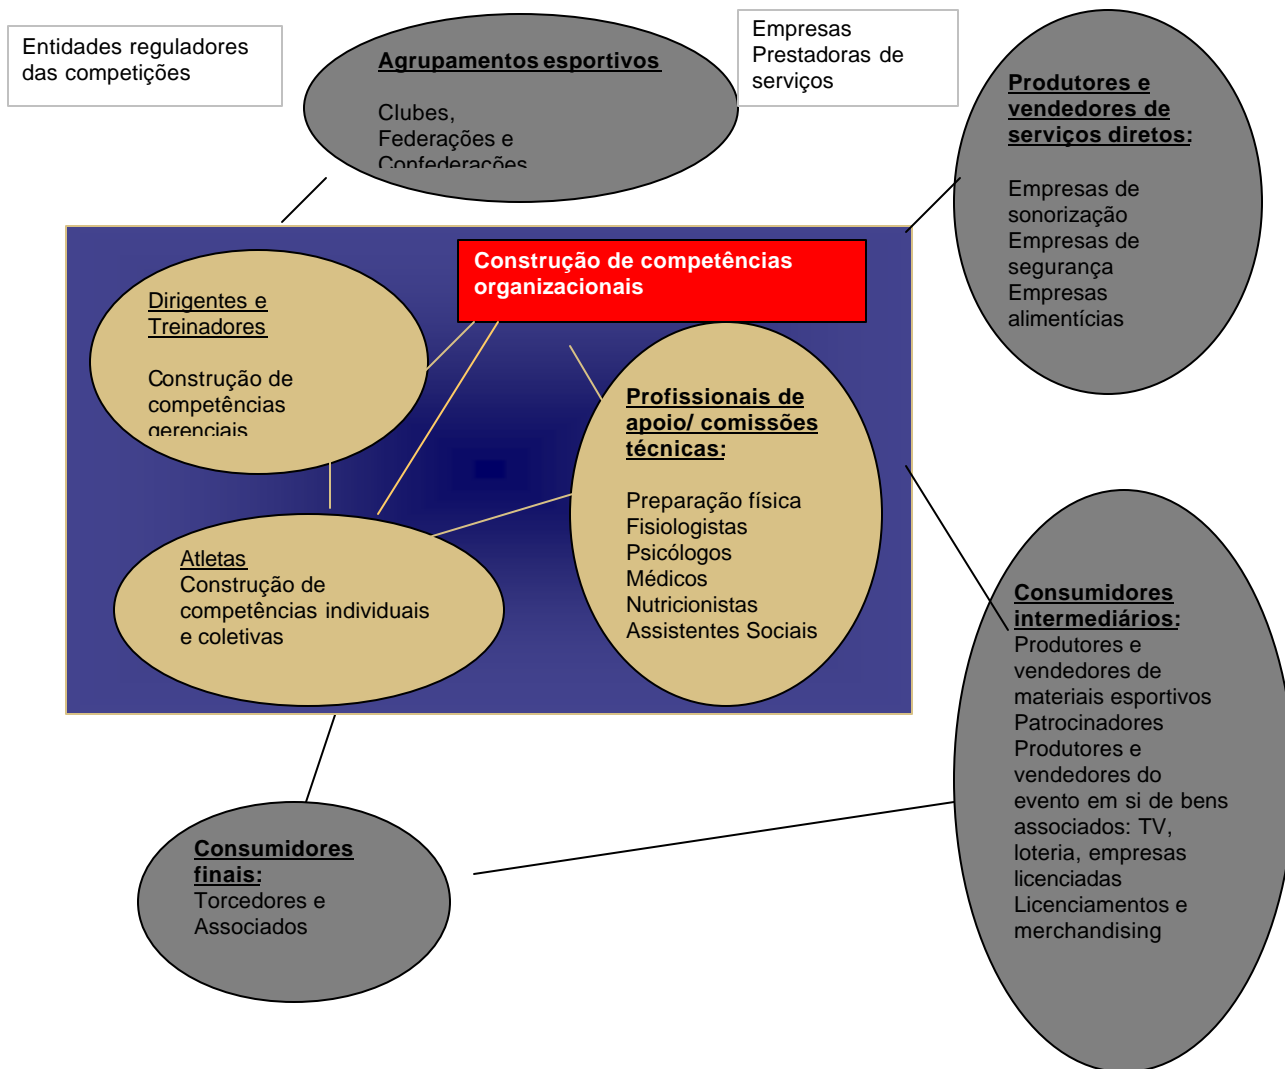 Entidades reguladores
das competições
Agrupamentos esportivos
Clubes,
Federações e
Confederações
Empresas
Prestadoras de
serviços
Produtores e
vendedores de
serviços diretos:
Empresas de
sonorização
Empresas de
segurança
Empresas
alimentícias
Construção de competências
organizacionais
Dirigentes e
Treinadores
Construção de
competências
gerenciais
Profissionais de
apoio/ comissões
técnicas:
Preparação física
Fisiologistas
Psicólogos
Médicos
Nutricionistas
Assistentes Sociais
Atletas
Construção de
competências individuais
e coletivas
Consumidores
intermediários:
Produtores e
vendedores de
materiais esportivos
Patrocinadores
Produtores e
vendedores do
evento em si de bens
associados: TV,
loteria, empresas
licenciadas
Licenciamentos e
merchandising
Consumidores
finais:
Torcedores e
Associados